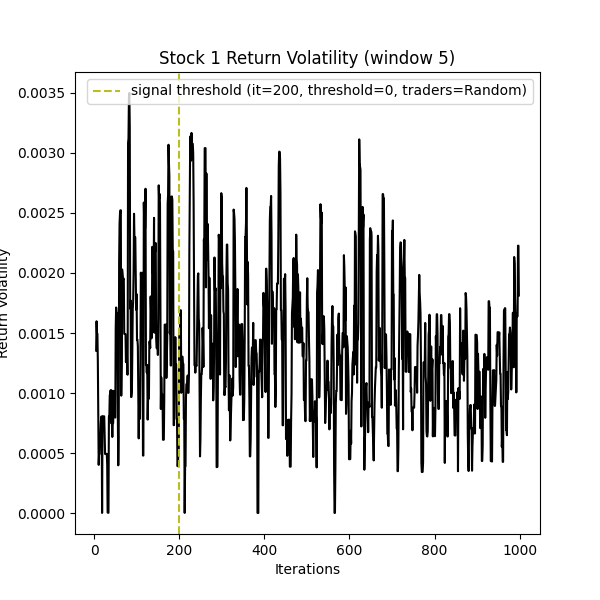 Stock 1 Return Volatility (window 5)
signal threshold (it=200, threshold=0, traders=Random)
Return Volatility
0.0035
0.0030
0.0025
0.0020
0.0015
0.0010
0.0005
0.0000
0 200 400 600 800 1000
Iterations